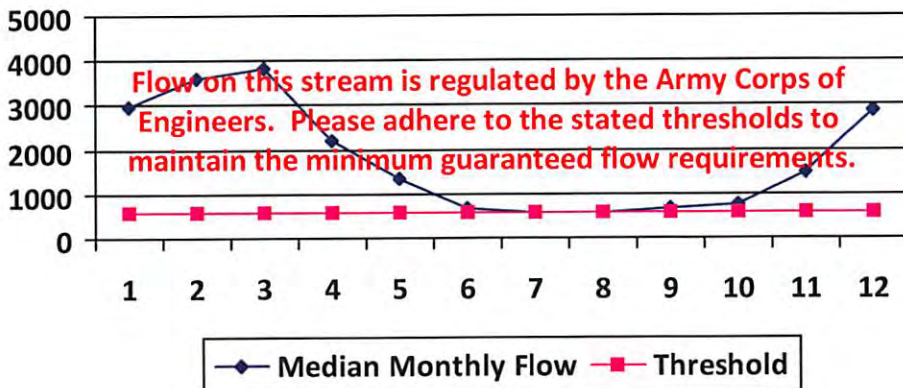 5000
4000
3000
2000
1000
0
Flow on this stream is regulated by the Army Corps of
Engineers. Please adhere to the stated thresholds to
maintain the minimum guaranteed flow requirements.
1 2 3 4 5 6 7 8 9 10 11 12
Median Monthly Flow Threshold